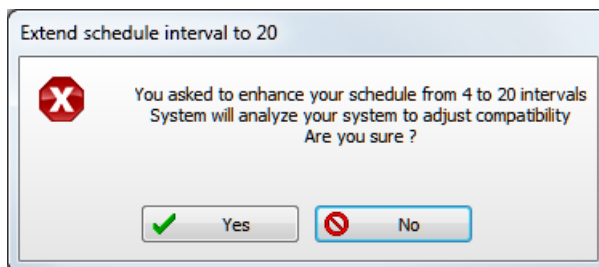 Extend schedule interval to 20
You asked to enhance your schedule from 4 to 20 intervals
System will analyze your system to adjust compatibility
Are you sure ?
Yes
No